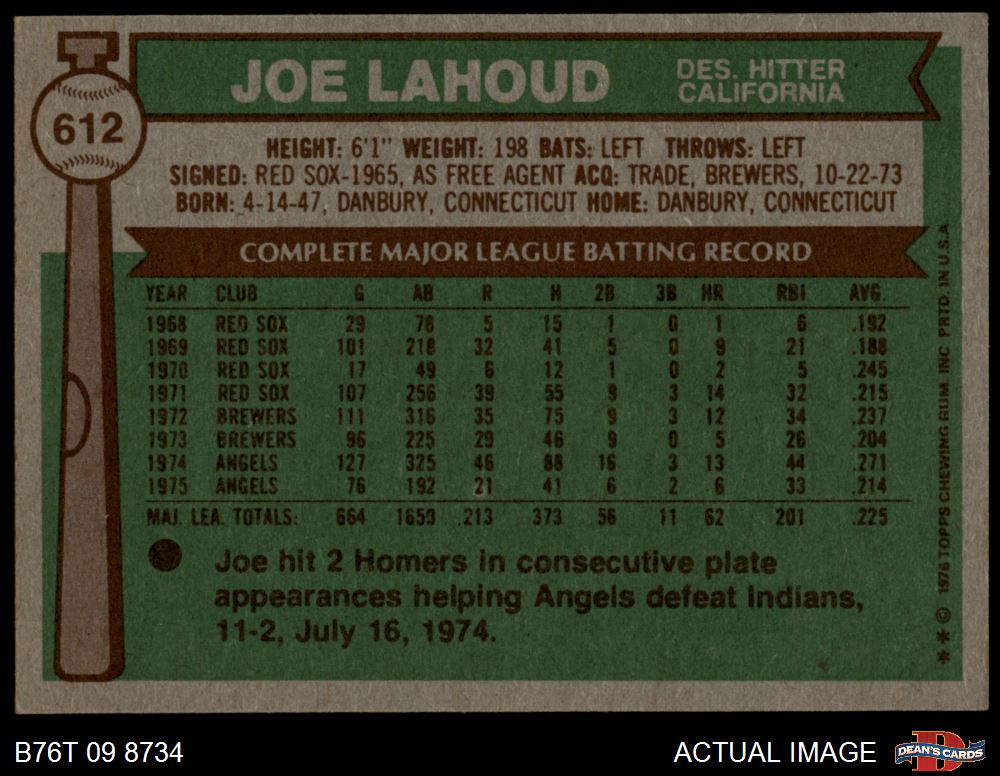 JOE LAHOUD
DES. HITTER
CALIFORNIA
612
HEIGHT: 6'1" WEIGHT: 198 BATS: LEFT THROWS: LEFT
SIGNED: RED SOX-1965, AS FREE AGENT ACQ: TRADE, BREWERS, 10-22-73
BORN: 4-14-47, DANBURY, CONNECTICUT HOME: DANBURY, CONNECTICUT
COMPLETE MAJOR LEAGUE BATTING RECORD
YEAR CLUB G AB R H 2B 3B HR RBI AVG.
1968 RED SOX 29 78 5 15 1 0 1 6 .192
1969 RED SOX 101 218 32 41 5 0 9 21 .188
1970 RED SOX 17 49 6 12 1 0 2 5 .245
1971 RED SOX 107 256 39 55 9 3 14 32 .215
1972 BREWERS 111 316 35 75 9 3 12 34 .237
1973 BREWERS 96 225 29 46 9 0 5 26 .204
1974 ANGELS 127 325 46 88 16 3 13 44 .271
1975 ANGELS 76 192 21 41 6 2 6 33 .214
MAJ. LEA. TOTALS: 664 1659 .213 373 56 11 62 201 .225
Joe hit 2 Homers in consecutive plate
appearances helping Angels defeat Indians,
11-2, July 16, 1974.
* * © 1976 TOPPS CHEWING GUM, INC PRTD. IN U.S.A
B76T 09 8734
ACTUAL IMAGE
DEAN'S CARDS